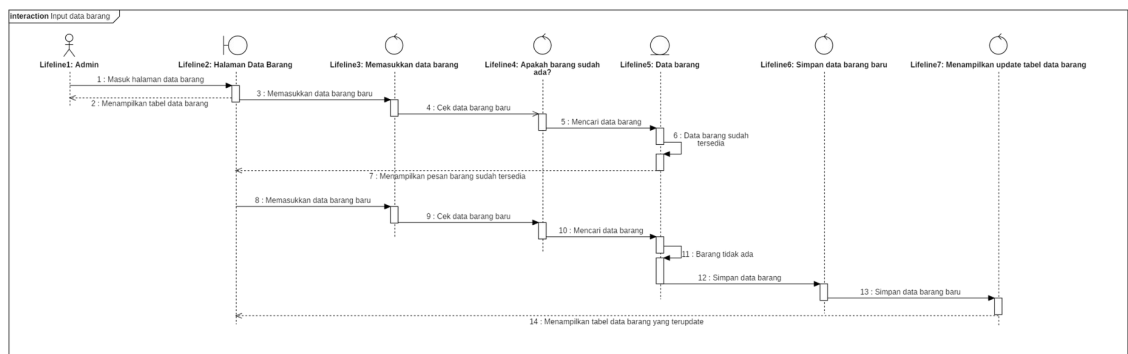 interaction Input data barang
Lifeline1: Admin
Lifeline2: Halaman Data Barang
Lifeline3: Memasukkan data barang
Lifeline4: Apakah barang sudah
ada?
Lifeline5: Data barang
Lifeline6: Simpan data barang baru
Lifeline7: Menampilkan update tabel data barang
1 : Masuk halaman data barang
2 : Menampilkan tabel data barang
3 : Memasukkan data barang baru
4 : Cek data barang baru
5 : Mencari data barang
6 : Data barang sudah
tersedia
7 : Menampilkan pesan barang sudah tersedia
8 : Memasukkan data barang baru
9 : Cek data barang baru
10 : Mencari data barang
11 : Barang tidak ada
12 : Simpan data barang
13 : Simpan data barang baru
14 : Menampilkan tabel data barang yang terupdate